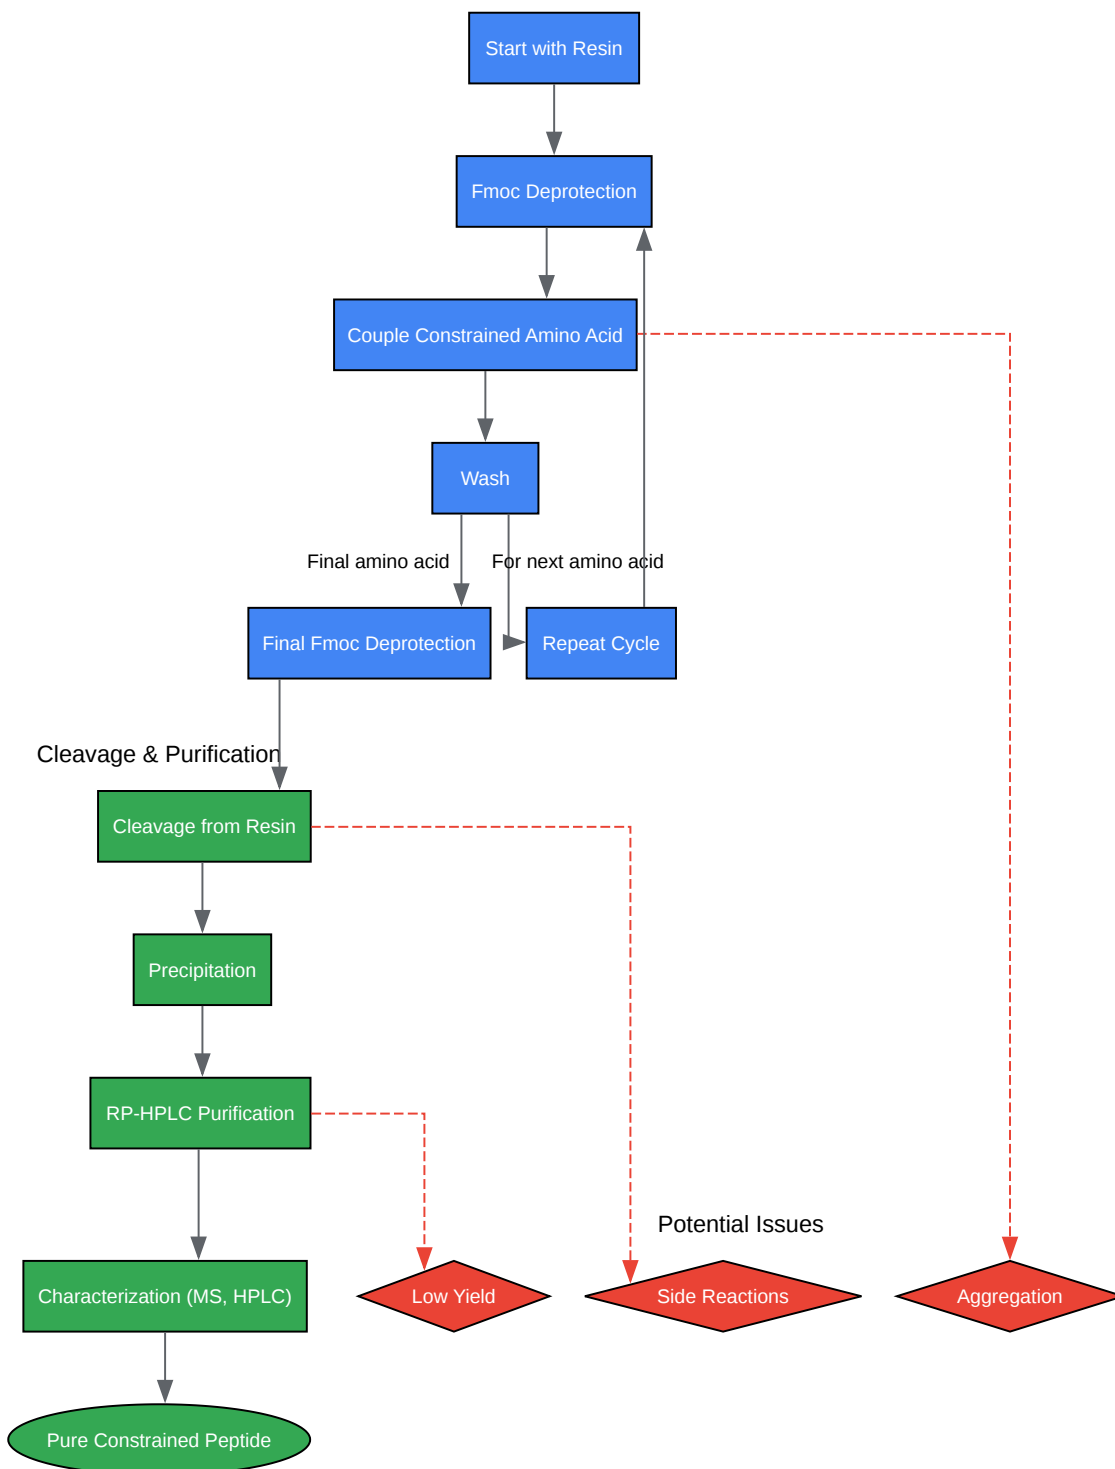 Start with Resin
Fmoc Deprotection
Couple Constrained Amino Acid
Wash
Final amino acid
For next amino acid
Final Fmoc Deprotection
Repeat Cycle
Cleavage & Purification
Cleavage from Resin
Precipitation
RP-HPLC Purification
Potential Issues
Characterization (MS, HPLC)
Low Yield
Side Reactions
Aggregation
Pure Constrained Peptide